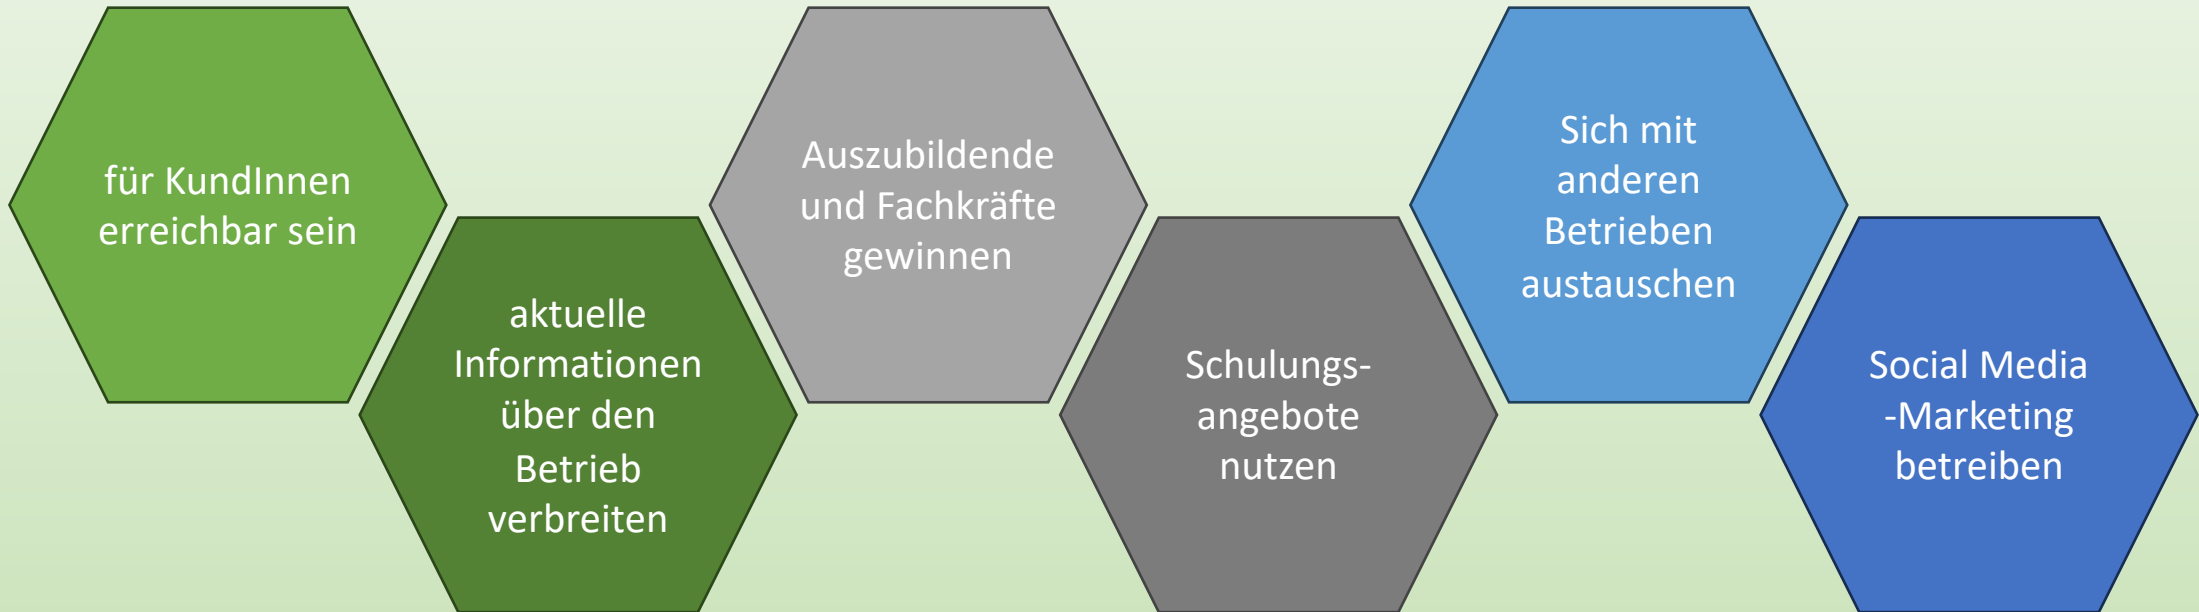 für KundInnen
erreichbar sein
aktuelle
Informationen
über den
Betrieb
verbreiten
Auszubildende
und Fachkräfte
gewinnen
Schulungs-
angebote
nutzen
Sich mit
anderen
Betrieben
austauschen
Social Media
-Marketing
betreiben